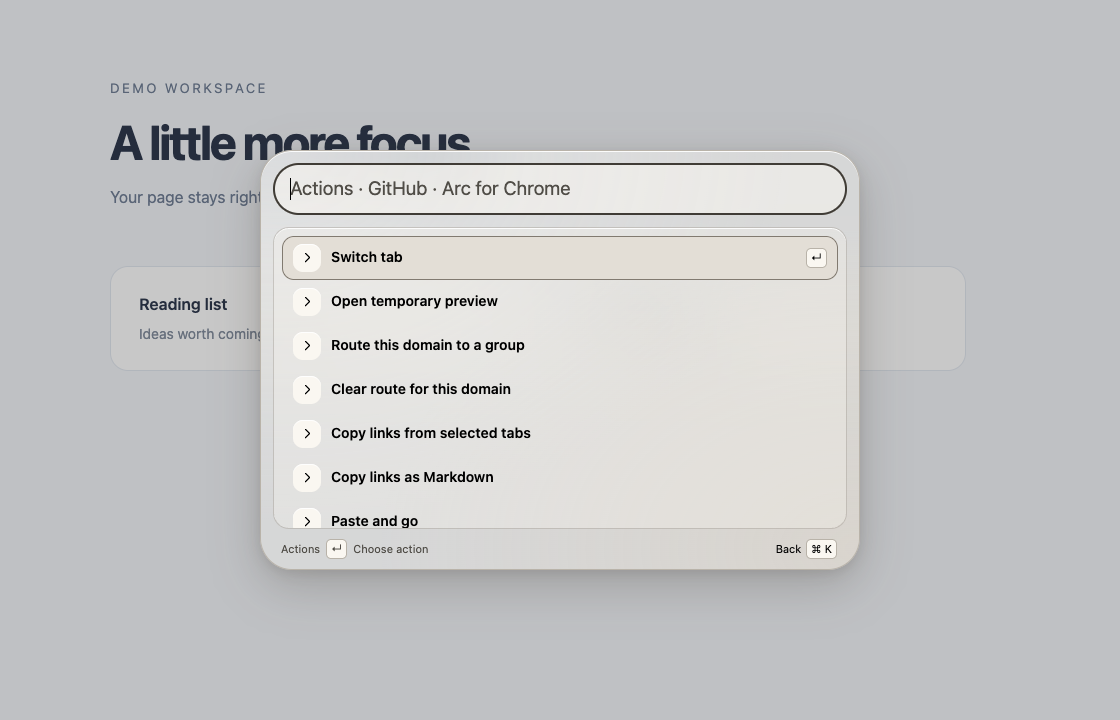 DEMO WORKSPACE
A little more focus
Your page stays right
Actions · GitHub · Arc for Chrome
Switch tab ↵
Open temporary preview
Reading list
Ideas worth coming
Route this domain to a group
Clear route for this domain
Copy links from selected tabs
Copy links as Markdown
Paste and go
Actions ↵ Choose action Back ⌘ K